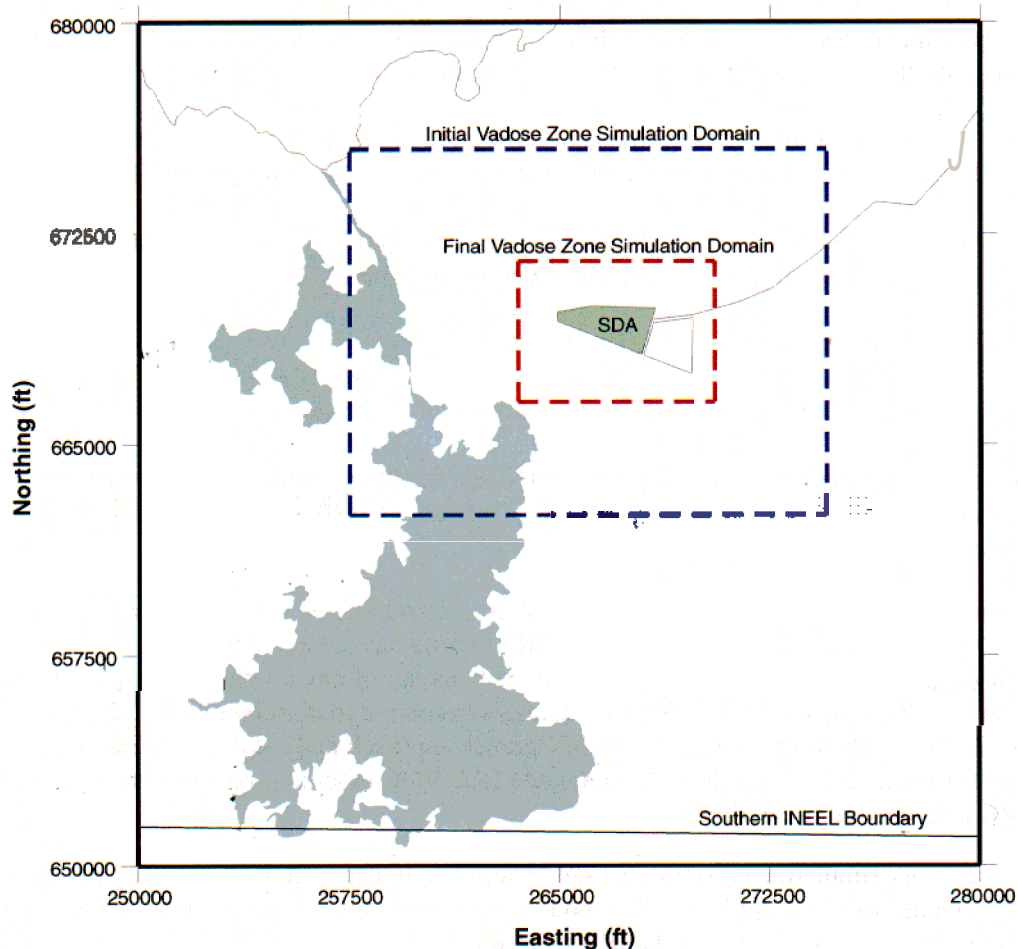 680000
Initial Vadose Zone Simulation Domain
672500
Final Vadose Zone Simulation Domain
SDA
Northing (ft)
665000
657500
Southern INEEL Boundary
650000
250000
257500
265000
272500
280000
Easting (ft)